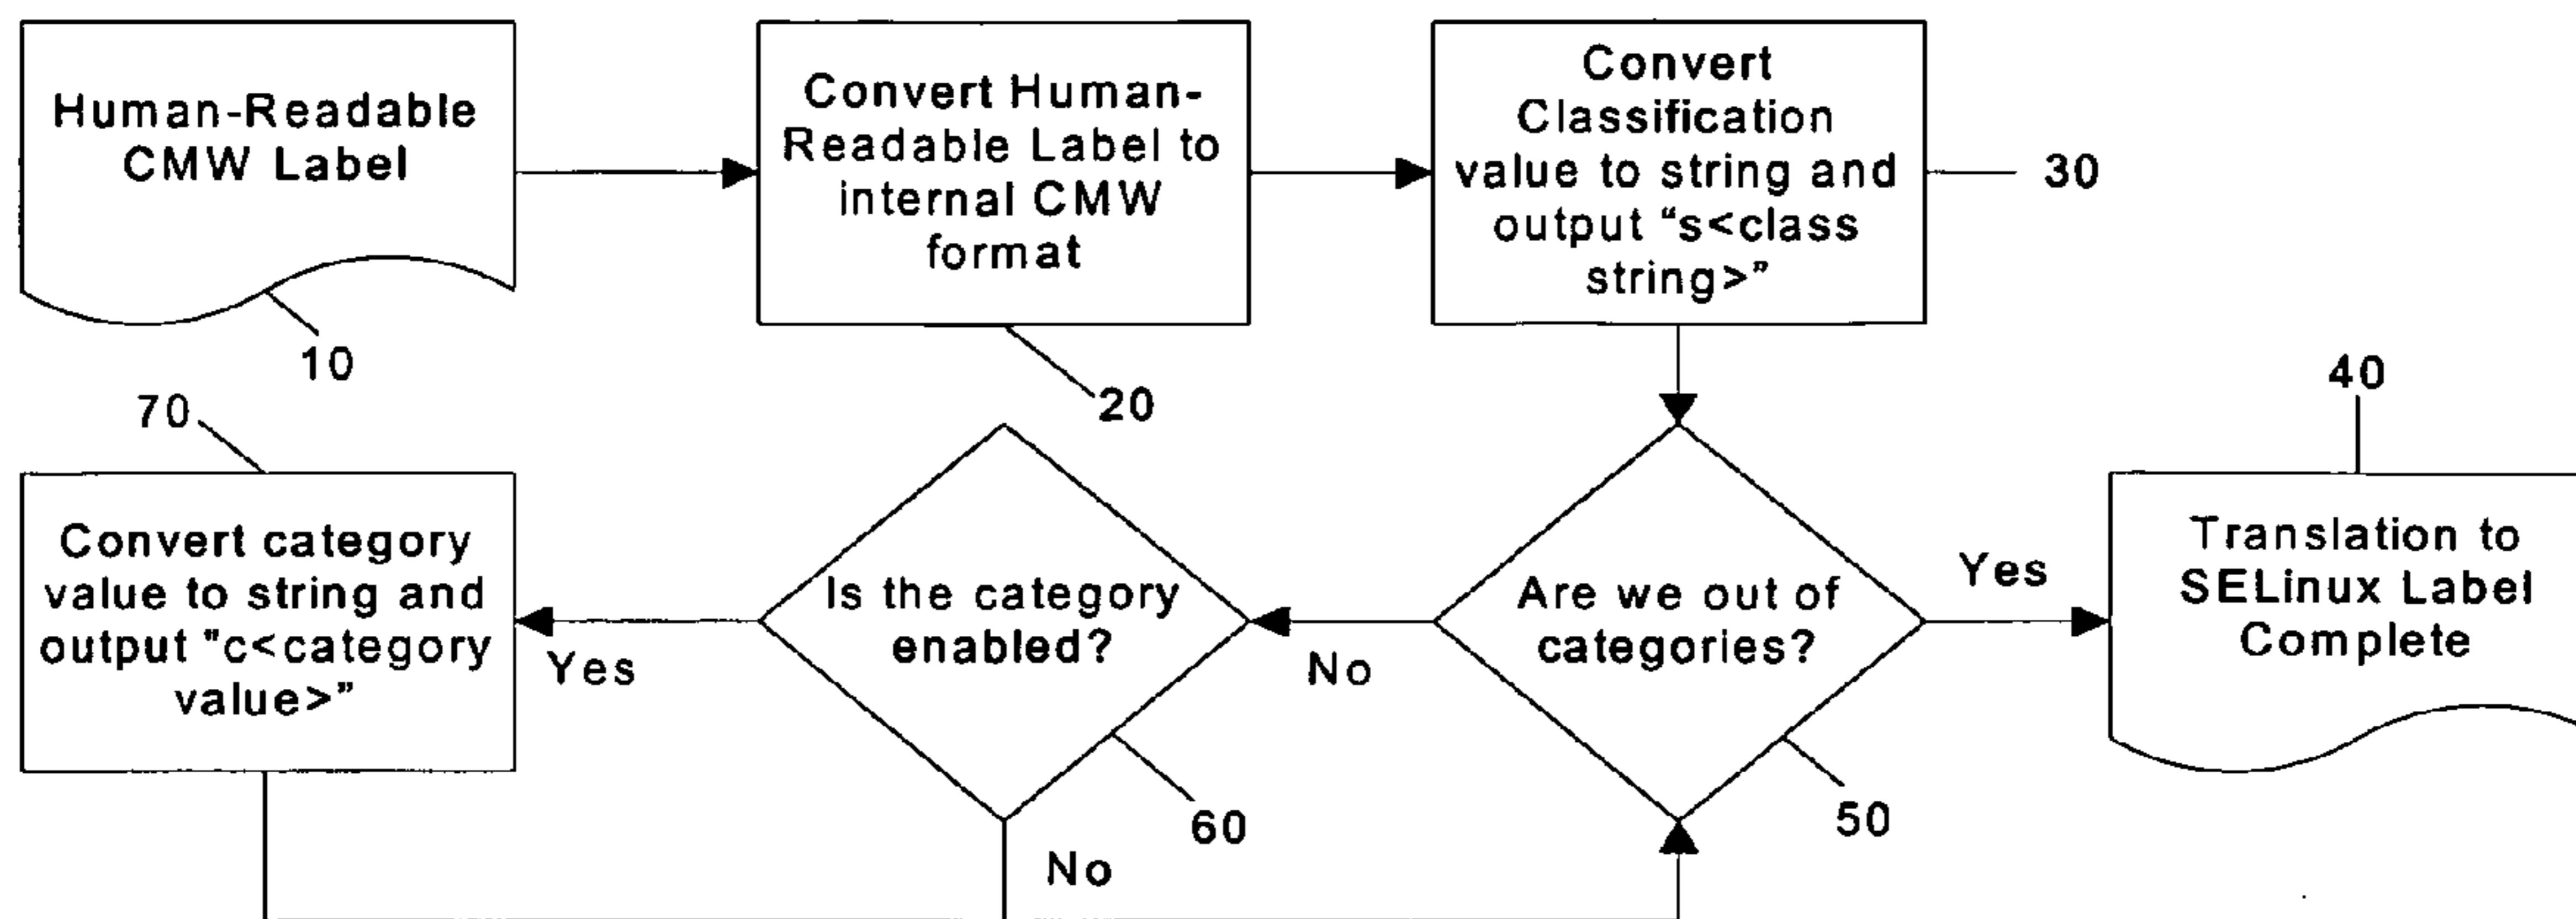 Human-Readable
CMW Label
10
Convert Human-
Readable Label to
internal CMW
format
20
Convert
Classification
value to string and
output “s<class
string>”
30
40
Translation to
SELinux Label
Complete
Are we out of
categories?
Yes
No
50
Is the category
enabled?
Yes
No
60
70
Convert category
value to string and
output "c<category
value>”